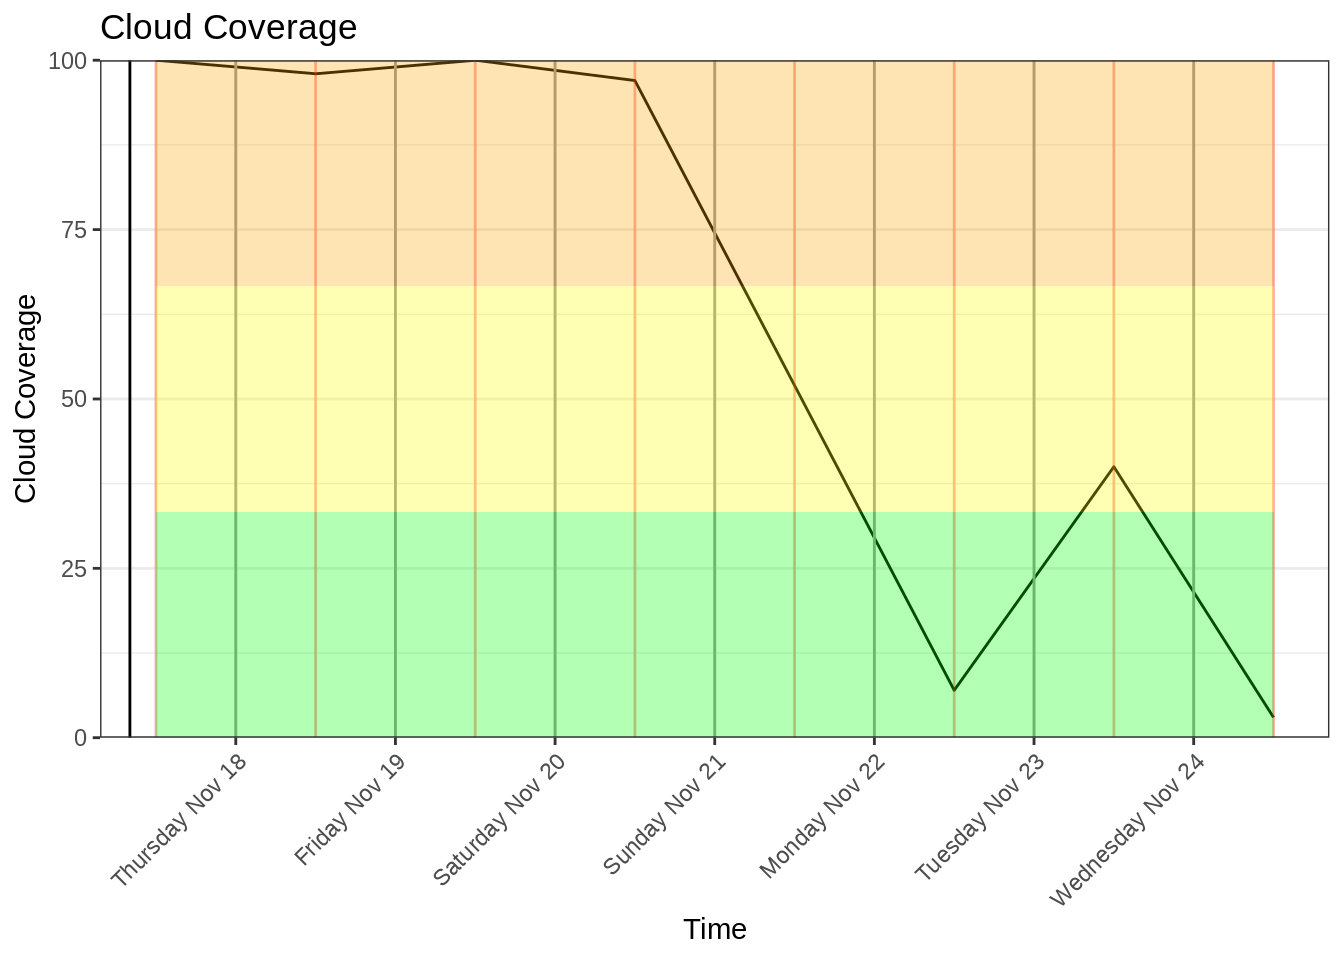 Cloud Coverage
100
75
50
25
0
Cloud Coverage
Thursday Nov 18
Friday Nov 19
Saturday Nov 20
Sunday Nov 21
Monday Nov 22
Tuesday Nov 23
Wednesday Nov 24
Time